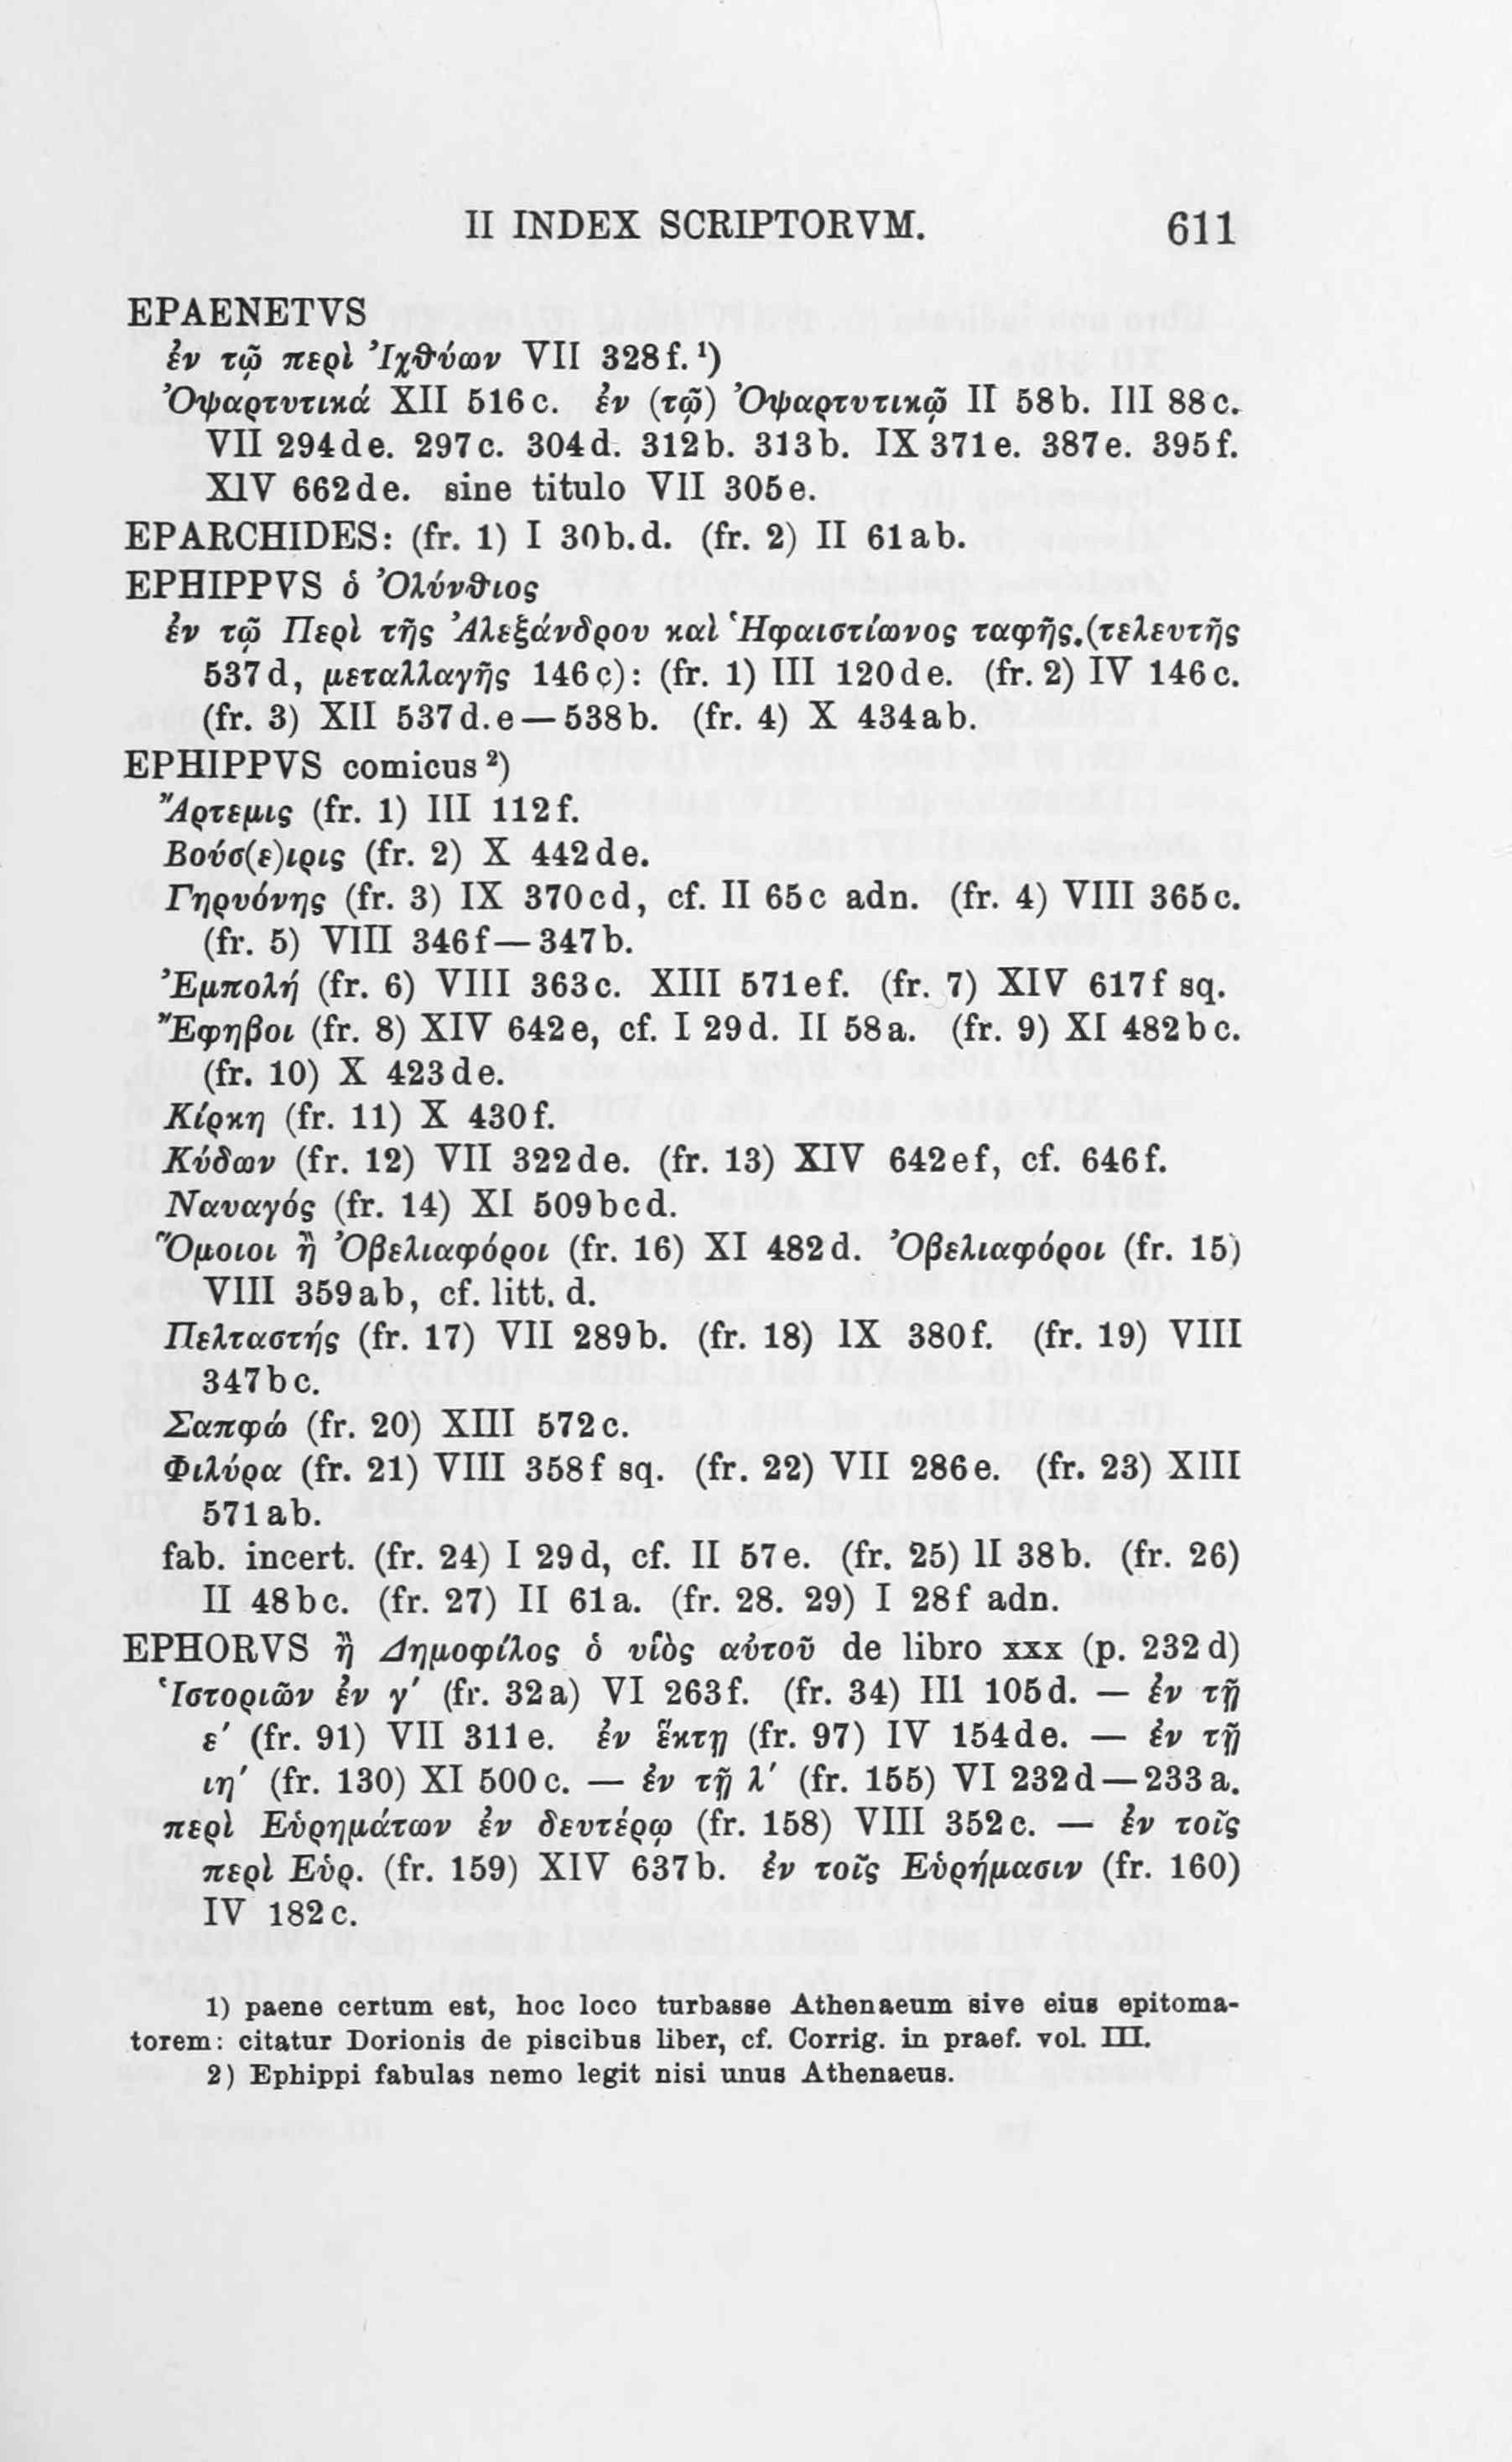 II INDEX SCRIPTORVM. 611
EPAENETVS
ἐν τῷ περὶ Ἰχθύων VII 328f.¹)
Ὀψαρτυτικά XII 516c. ἐν (τῷ) Ὀψαρτυτικῷ II 58b. III 88c.
VII 294de. 297c. 304d. 312b. 313b. IX 371e. 387e. 395f.
XIV 662de. sine titulo VII 305e.
EPARCHIDES: (fr. 1) I 30b.d. (fr. 2) II 61ab.
EPHIPPVS ὁ Ὀλύνθιος
ἐν τῷ Περὶ τῆς Ἀλεξάνδρου καὶ Ἡφαιστίωνος ταφῆς.(τελευτῆς
537d, μεταλλαγῆς 146c): (fr. 1) III 120de. (fr. 2) IV 146c.
(fr. 3) XII 537d.e—538b. (fr. 4) X 434ab.
EPHIPPVS comicus²)
Ἄρτεμις (fr. 1) III 112f.
Βούσ(ε)ιρις (fr. 2) X 442de.
Γηρυόνης (fr. 3) IX 370cd, cf. II 65c adn. (fr. 4) VIII 365c.
(fr. 5) VIII 346f—347b.
Ἐμπολή (fr. 6) VIII 363c. XIII 571ef. (fr. 7) XIV 617f sq.
Ἔφηβοι (fr. 8) XIV 642e, cf. I 29d. II 58a. (fr. 9) XI 482bc.
(fr. 10) X 423de.
Κίρκη (fr. 11) X 430f.
Κύδων (fr. 12) VII 322de. (fr. 13) XIV 642ef, cf. 646f.
Ναυαγός (fr. 14) XI 509bcd.
Ὅμοιοι ἢ Ὀβελιαφόροι (fr. 16) XI 482d. Ὀβελιαφόροι (fr. 15)
VIII 359ab, cf. litt. d.
Πελταστής (fr. 17) VII 289b. (fr. 18) IX 380f. (fr. 19) VIII
347bc.
Σαπφώ (fr. 20) XIII 572c.
Φιλύρα (fr. 21) VIII 358f sq. (fr. 22) VII 286e. (fr. 23) XIII
571ab.
fab. incert. (fr. 24) I 29d, cf. II 57e. (fr. 25) II 38b. (fr. 26)
II 48bc. (fr. 27) II 61a. (fr. 28. 29) I 28f adn.
EPHORVS ἢ Δημοφίλος ὁ υἱὸς αὐτοῦ de libro xxx (p. 232d)
Ἱστοριῶν ἐν γʹ (fr. 32a) VI 263f. (fr. 34) III 105d. — ἐν τῇ
εʹ (fr. 91) VII 311e. ἐν ἕκτῃ (fr. 97) IV 154de. — ἐν τῇ
ιηʹ (fr. 130) XI 500c. — ἐν τῇ λʹ (fr. 155) VI 232d—233a.
περὶ Εὑρημάτων ἐν δευτέρῳ (fr. 158) VIII 352c. — ἐν τοῖς
περὶ Εὑρ. (fr. 159) XIV 637b. ἐν τοῖς Εὑρήμασιν (fr. 160)
IV 182c.
1) paene certum est, hoc loco turbasse Athenaeum sive eius epitoma-
torem: citatur Dorionis de piscibus liber, cf. Corrig. in praef. vol. III.
2) Ephippi fabulas nemo legit nisi unus Athenaeus.